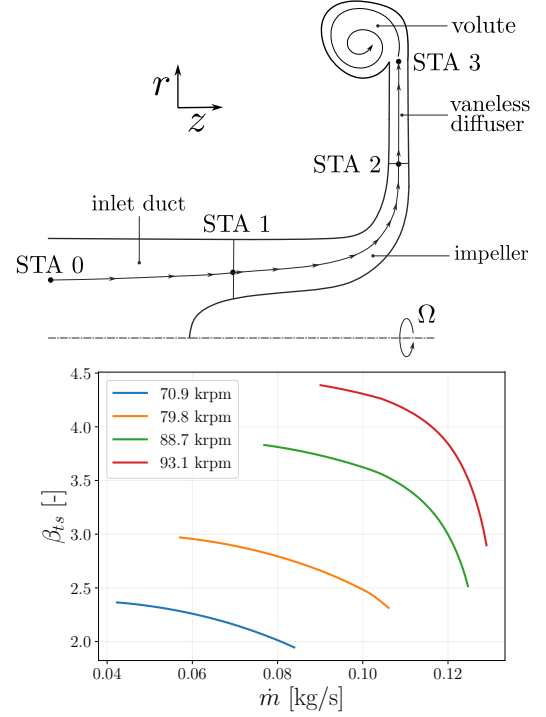 volute
STA 3
r
z
vaneless
diffuser
STA 2
inlet duct
STA 1
STA 0
impeller
Ω
4.5
4.0
3.5
3.0
2.5
2.0
β_ts [-]
70.9 krpm
79.8 krpm
88.7 krpm
93.1 krpm
0.04 0.06 0.08 0.10 0.12
ṁ [kg/s]